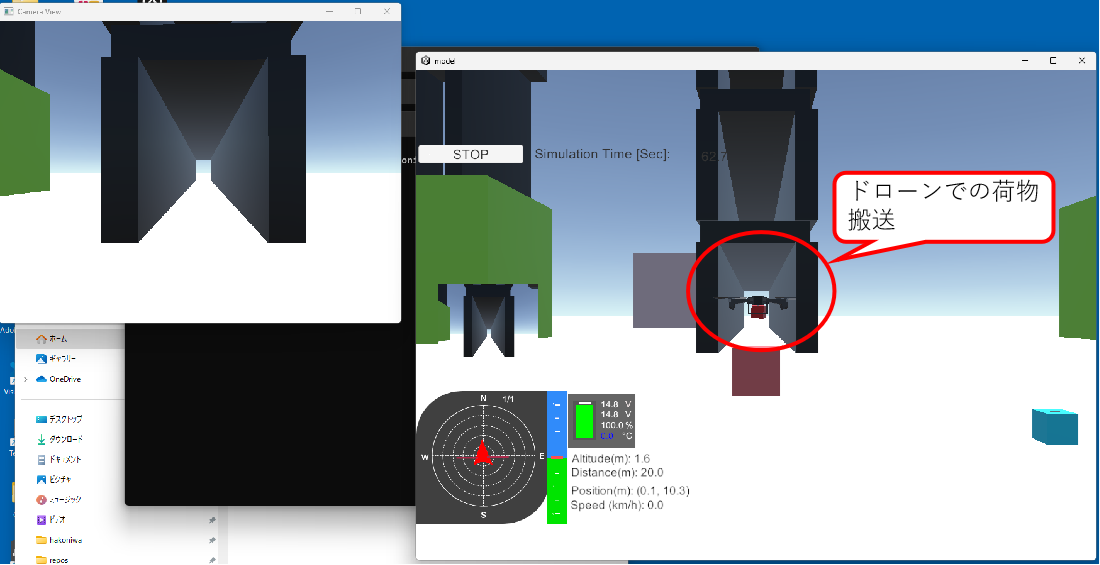 Camera View
model
STOP
Simulation Time [Sec]:
62.7
ドローンでの荷物
搬送
ホーム
ギャラリー
OneDrive
デスクトップ
ダウンロード
ドキュメント
ピクチャ
ミュージック
ビデオ
hakoniwa
repos
N
1/1
W
E
S
14.8 V
14.8 V
100.0 %
0.0 °C
Altitude(m): 1.6
Distance(m): 20.0
Position(m): (0.1, 10.3)
Speed (km/h): 0.0